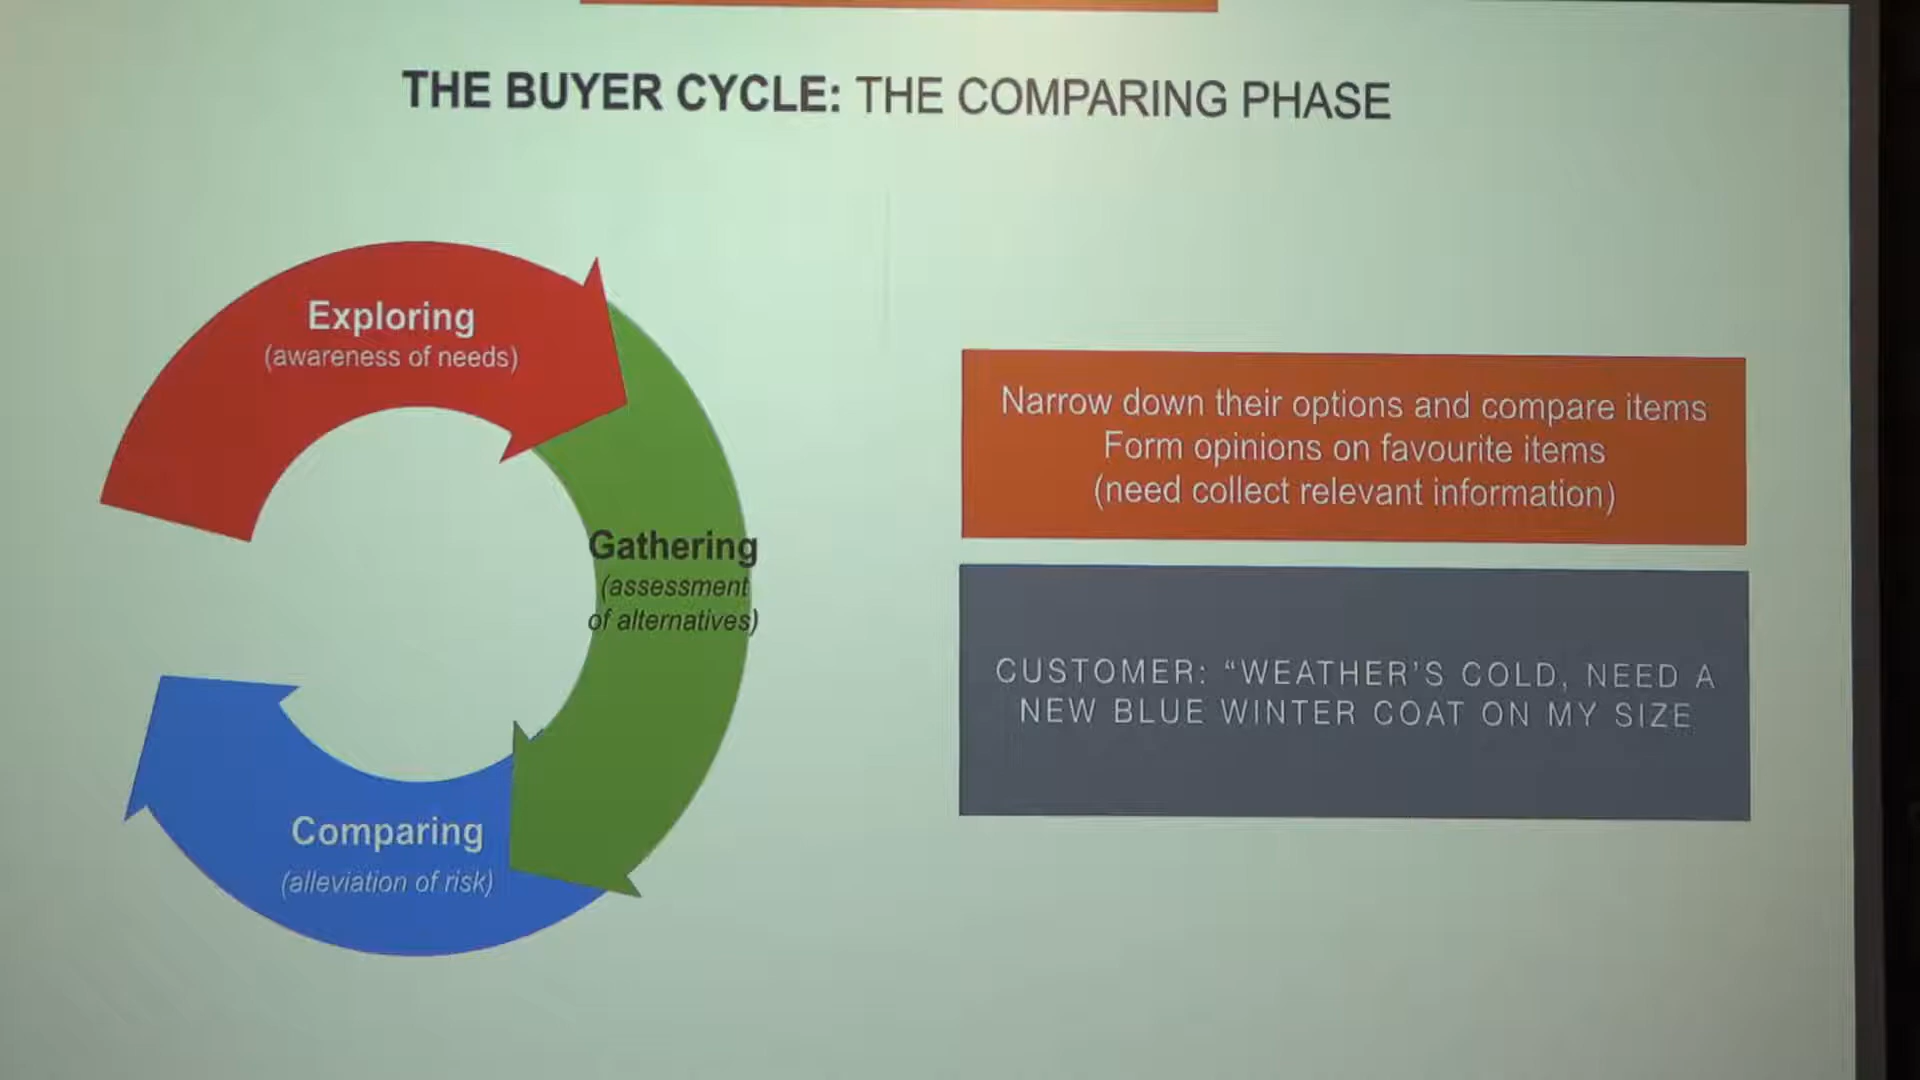 THE BUYER CYCLE: THE COMPARING PHASE
Exploring
(awareness of needs)
Gathering
(assessment
of alternatives)
Comparing
(alleviation of risk)
Narrow down their options and compare items
Form opinions on favourite items
(need collect relevant information)
CUSTOMER: “WEATHER’S COLD, NEED A
NEW BLUE WINTER COAT ON MY SIZE